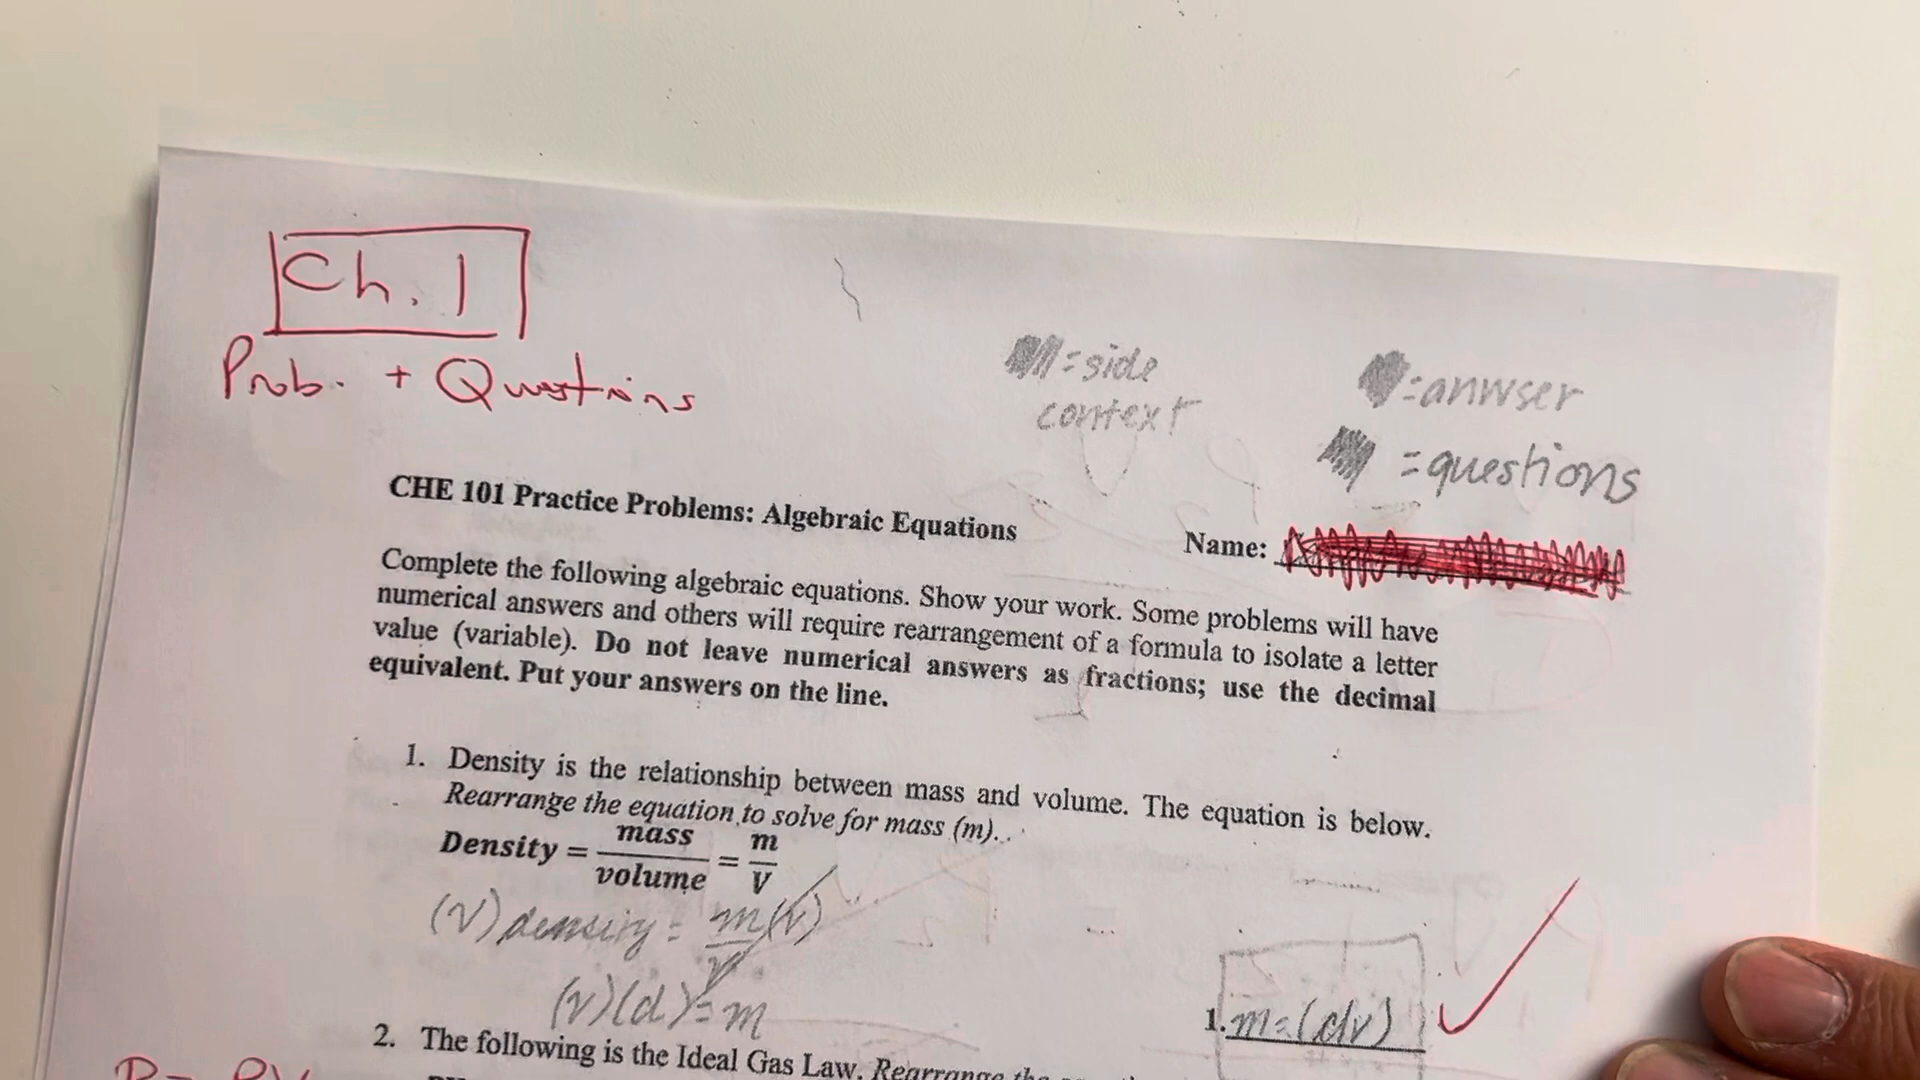 Ch. 1
Prob. + Questions
=side
context
=anwser
=questions
CHE 101 Practice Problems: Algebraic Equations
Name:
Complete the following algebraic equations. Show your work. Some problems will have
numerical answers and others will require rearrangement of a formula to isolate a letter
value (variable). Do not leave numerical answers as fractions; use the decimal
equivalent. Put your answers on the line.
1. Density is the relationship between mass and volume. The equation is below.
Rearrange the equation to solve for mass (m).
Density = mass/volume = m/V
(V) density = m(V)/V
(V)(d) = m
1. m=(dv)
2. The following is the Ideal Gas Law. Rearrange the